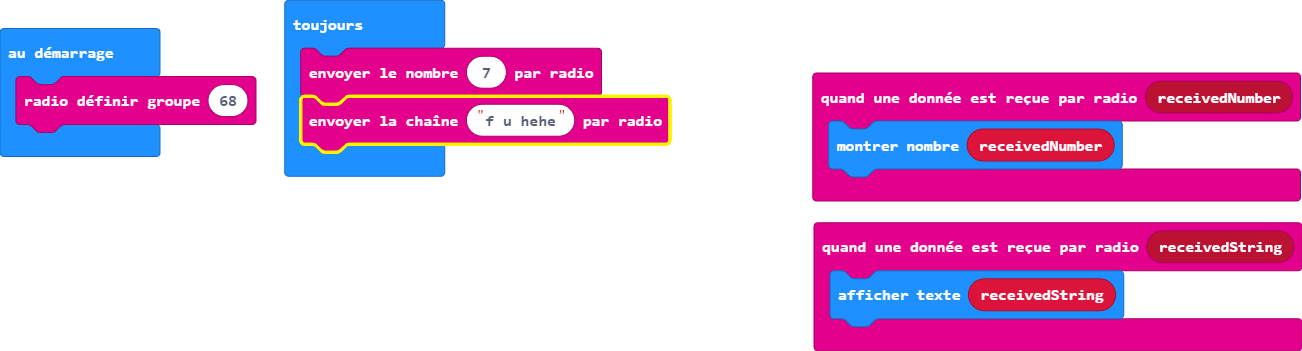 au démarrage
radio définir groupe 68
toujours
envoyer le nombre 7 par radio
envoyer la chaîne "f u hehe" par radio
quand une donnée est reçue par radio receivedNumber
montrer nombre receivedNumber
quand une donnée est reçue par radio receivedString
afficher texte receivedString